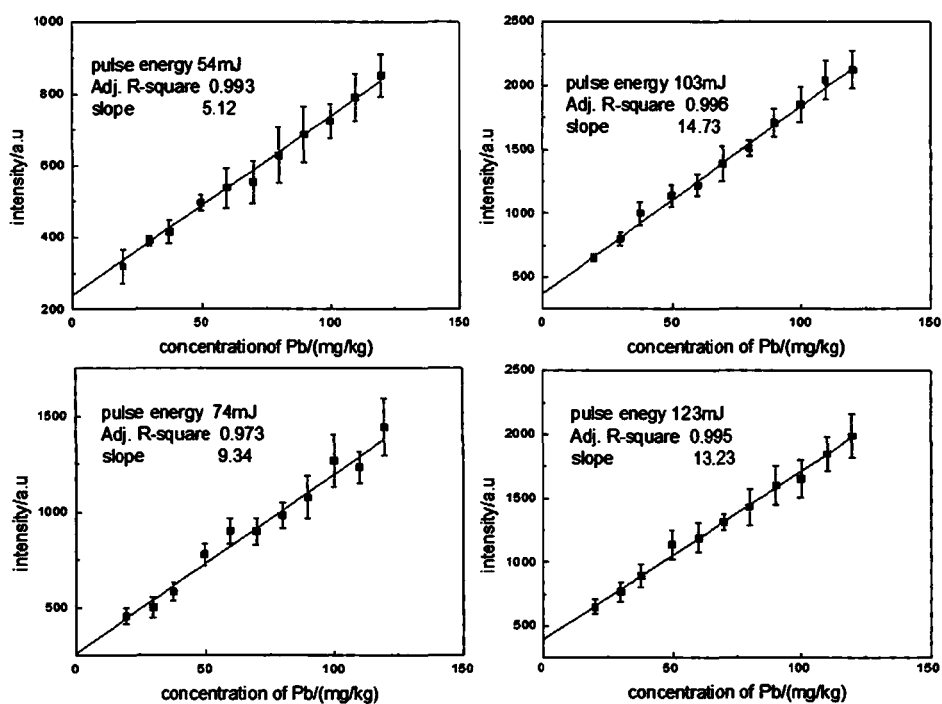 1000
800
600
400
200
intensity/a.u
pulse energy 54mJ
Adj. R-square 0.993
slope 5.12
0 50 100 150
concentrationof Pb/(mg/kg)
2500
2000
1500
1000
500
intensity/a.u
pulse energy 103mJ
Adj. R-square 0.996
slope 14.73
0 50 100 150
concentration of Pb/(mg/kg)
1500
1000
500
intensity/a.u
pulse energy 74mJ
Adj. R-square 0.973
slope 9.34
0 50 100 150
concentration of Pb/(mg/kg)
2500
2000
1500
1000
500
intensity/a.u
pulse enegy 123mJ
Adj. R-square 0.995
slope 13.23
0 50 100 150
concentration of Pb/(mg/kg)